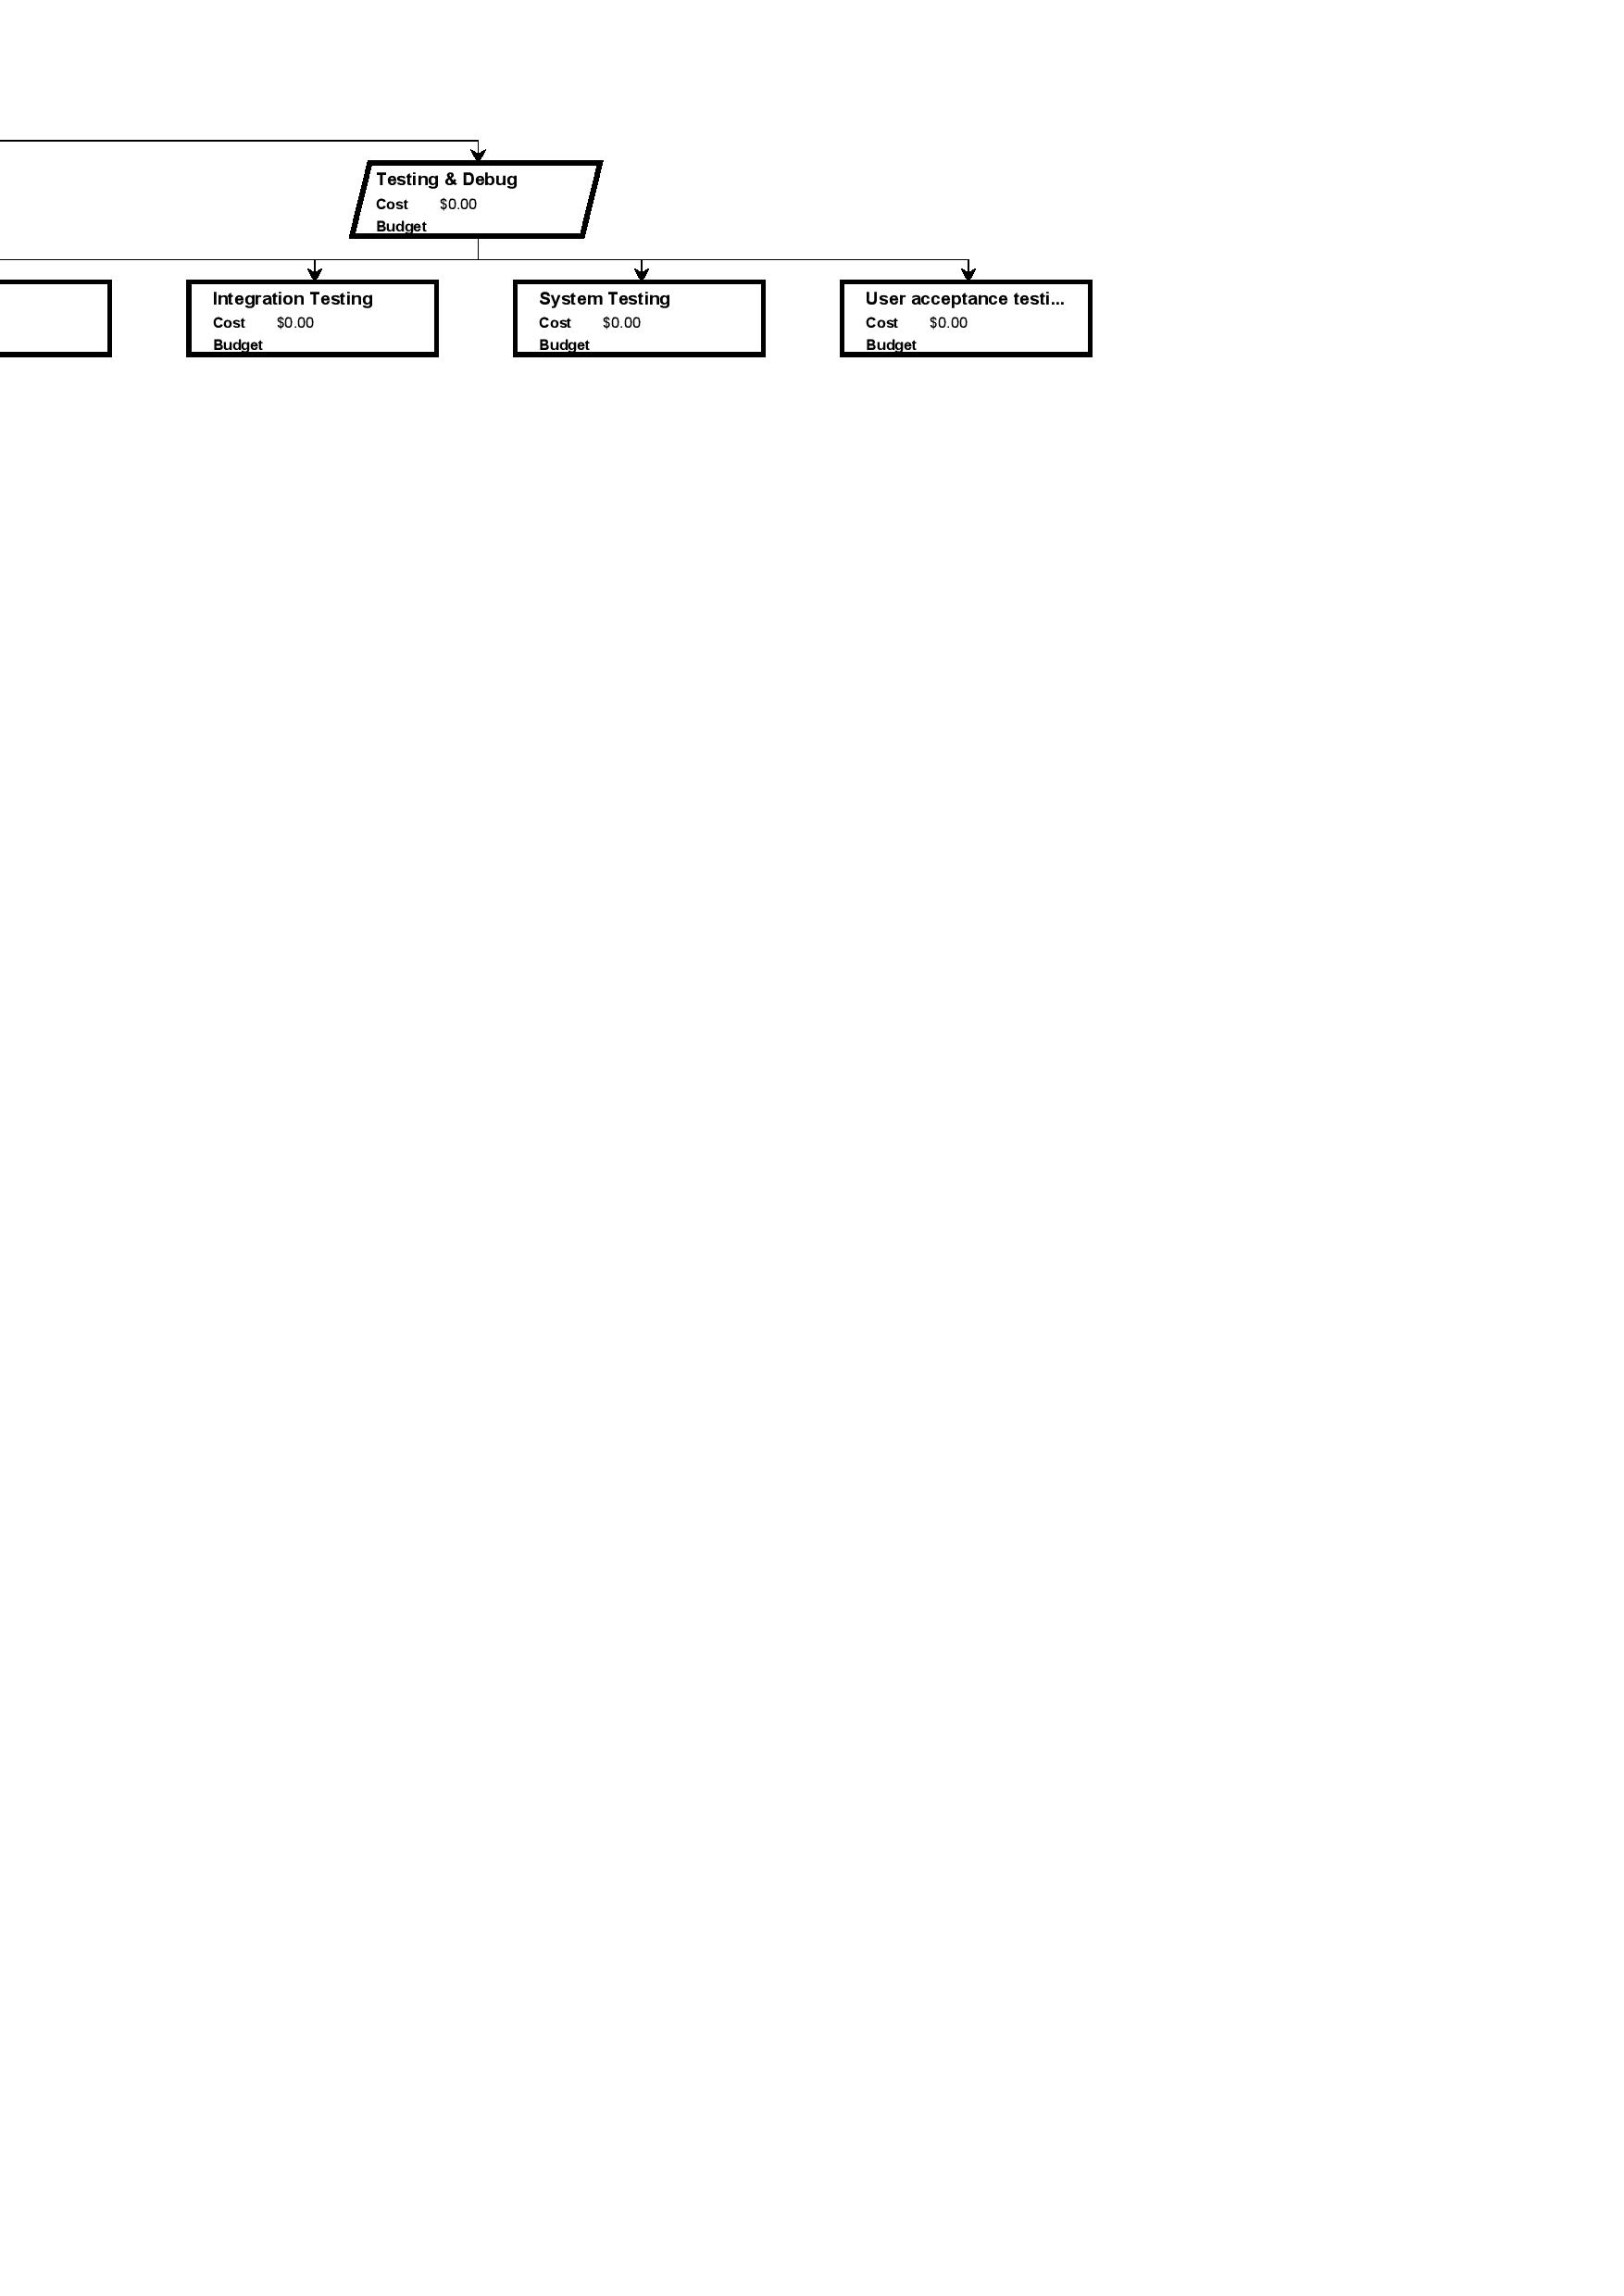 Testing & Debug
Cost $0.00
Budget
Integration Testing
Cost $0.00
Budget
System Testing
Cost $0.00
Budget
User acceptance testi...
Cost $0.00
Budget